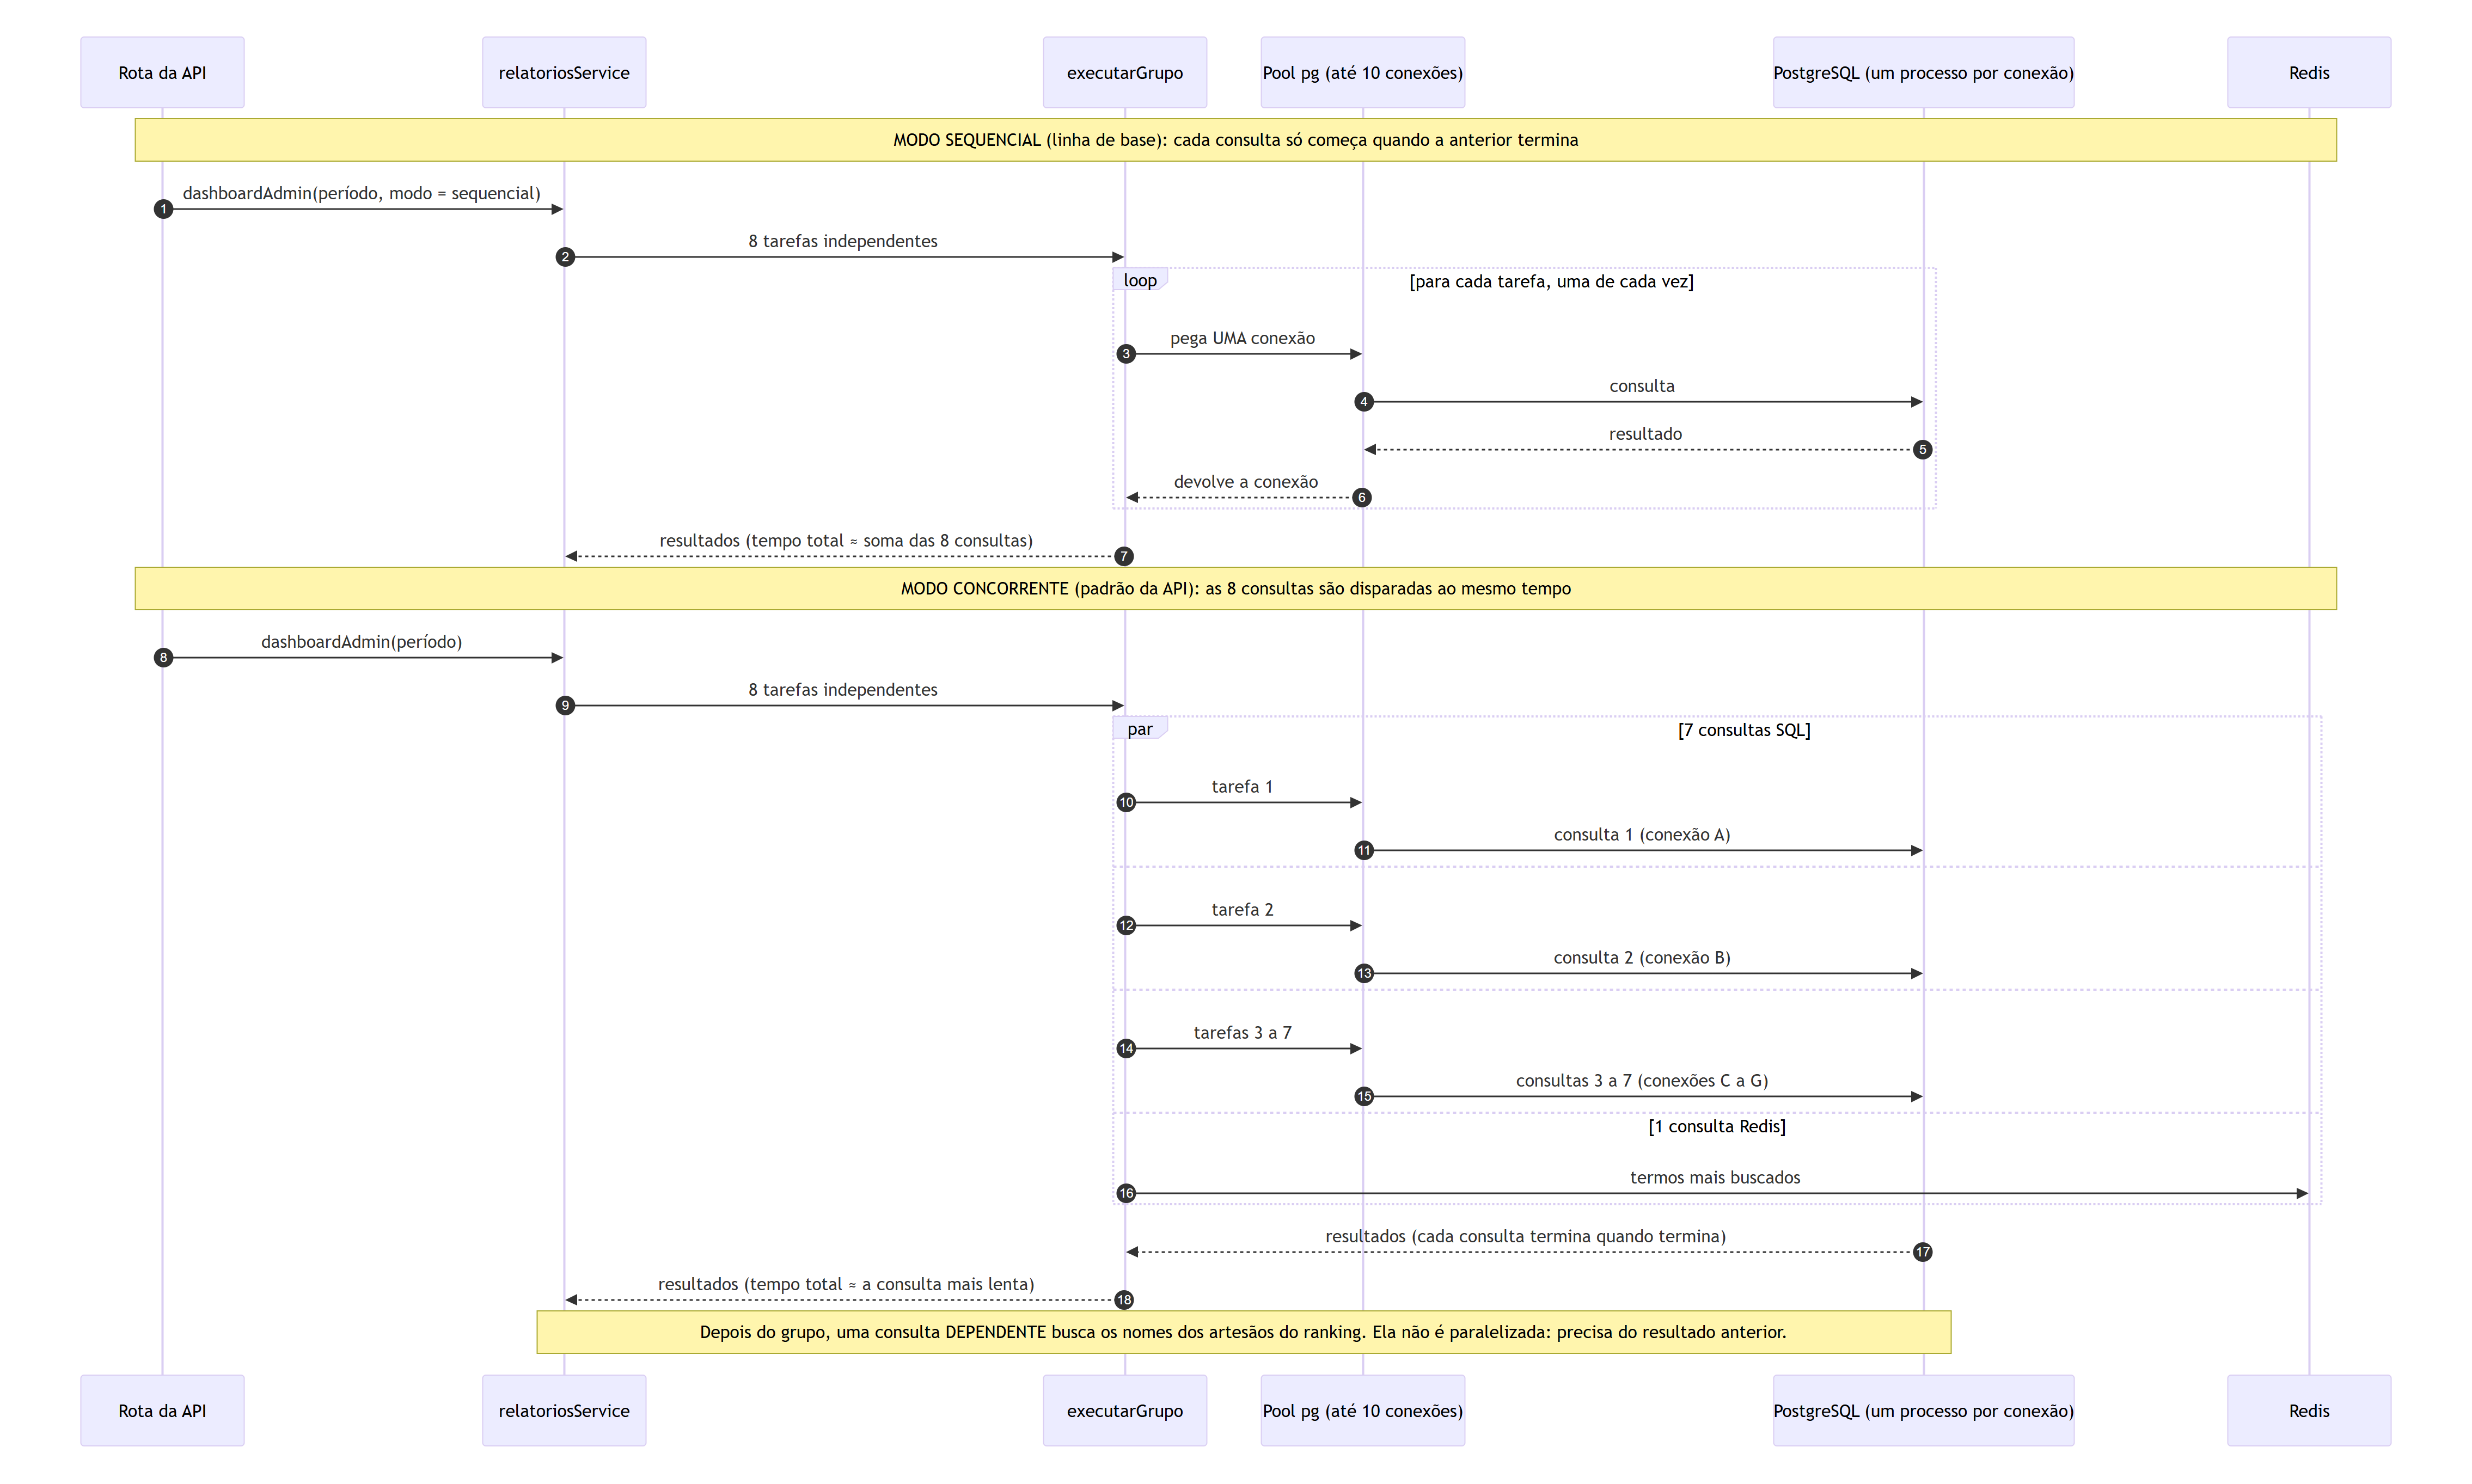 Rota da API
relatoriosService
executarGrupo
Pool pg (até 10 conexões)
PostgreSQL (um processo por conexão)
Redis
MODO SEQUENCIAL (linha de base): cada consulta só começa quando a anterior termina
dashboardAdmin(período, modo = sequencial)
1
8 tarefas independentes
2
loop
[para cada tarefa, uma de cada vez]
pega UMA conexão
3
consulta
4
resultado
5
devolve a conexão
6
resultados (tempo total ≈ soma das 8 consultas)
7
MODO CONCORRENTE (padrão da API): as 8 consultas são disparadas ao mesmo tempo
dashboardAdmin(período)
8
8 tarefas independentes
9
par
[7 consultas SQL]
tarefa 1
10
consulta 1 (conexão A)
11
tarefa 2
12
consulta 2 (conexão B)
13
tarefas 3 a 7
14
consultas 3 a 7 (conexões C a G)
15
[1 consulta Redis]
termos mais buscados
16
resultados (cada consulta termina quando termina)
17
resultados (tempo total ≈ a consulta mais lenta)
18
Depois do grupo, uma consulta DEPENDENTE busca os nomes dos artesãos do ranking. Ela não é paralelizada: precisa do resultado anterior.
Rota da API
relatoriosService
executarGrupo
Pool pg (até 10 conexões)
PostgreSQL (um processo por conexão)
Redis